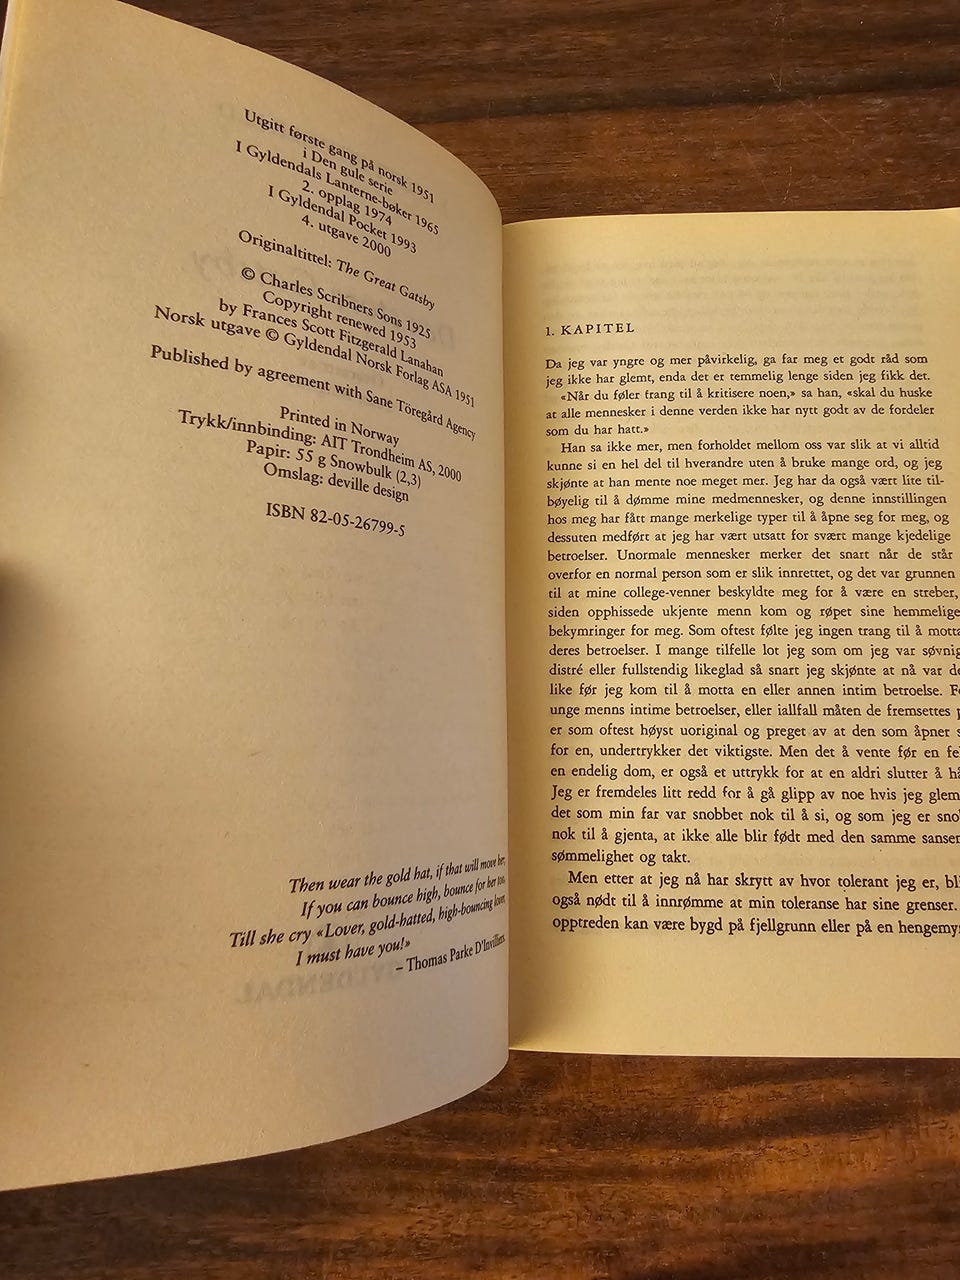 Utgitt første gang på norsk 1951
i Den gule serie
I Gyldendals Lanterne-bøker 1965
2. opplag 1974
I Gyldendal Pocket 1993
4. utgave 2000
Originaltittel: The Great Gatsby
© Charles Scribners Sons 1925
Copyright renewed 1953
by Frances Scott Fitzgerald Lanahan
Norsk utgave © Gyldendal Norsk Forlag ASA 1951
Published by agreement with Sane Töregård Agency
Printed in Norway
Trykk/innbinding: AIT Trondheim AS, 2000
Papir: 55 g Snowbulk (2,3)
Omslag: deville design
ISBN 82-05-26799-5
Then wear the gold hat, if that will move her;
If you can bounce high, bounce for her too,
Till she cry «Lover, gold-hatted, high-bouncing lover,
I must have you!»
– Thomas Parke D'Invilliers
1. KAPITEL
Da jeg var yngre og mer påvirkelig, ga far meg et godt råd som
jeg ikke har glemt, enda det er temmelig lenge siden jeg fikk det.
«Når du føler trang til å kritisere noen,» sa han, «skal du huske
at alle mennesker i denne verden ikke har nytt godt av de fordeler
som du har hatt.»
Han sa ikke mer, men forholdet mellom oss var slik at vi alltid
kunne si en hel del til hverandre uten å bruke mange ord, og jeg
skjønte at han mente noe meget mer. Jeg har da også vært lite til-
bøyelig til å dømme mine medmennesker, og denne innstillingen
hos meg har fått mange merkelige typer til å åpne seg for meg, og
dessuten medført at jeg har vært utsatt for svært mange kjedelige
betroelser. Unormale mennesker merker det snart når de står
overfor en normal person som er slik innrettet, og det var grunnen
til at mine college-venner beskyldte meg for å være en streber,
siden opphissede ukjente menn kom og røpet sine hemmelige
bekymringer for meg. Som oftest følte jeg ingen trang til å motta
deres betroelser. I mange tilfelle lot jeg som om jeg var søvnig
distré eller fullstendig likeglad så snart jeg skjønte at nå var de
like før jeg kom til å motta en eller annen intim betroelse. F
unge menns intime betroelser, eller iallfall måten de fremsettes
er som oftest høyst uoriginal og preget av at den som åpner s
for en, undertrykker det viktigste. Men det å vente før en fe
en endelig dom, er også et uttrykk for at en aldri slutter å hå
Jeg er fremdeles litt redd for å gå glipp av noe hvis jeg glem
det som min far var snobbet nok til å si, og som jeg er sno
nok til å gjenta, at ikke alle blir født med den samme sansen
sømmelighet og takt.
Men etter at jeg nå har skrytt av hvor tolerant jeg er, bli
også nødt til å innrømme at min toleranse har sine grenser.
opptreden kan være bygd på fjellgrunn eller på en hengemy